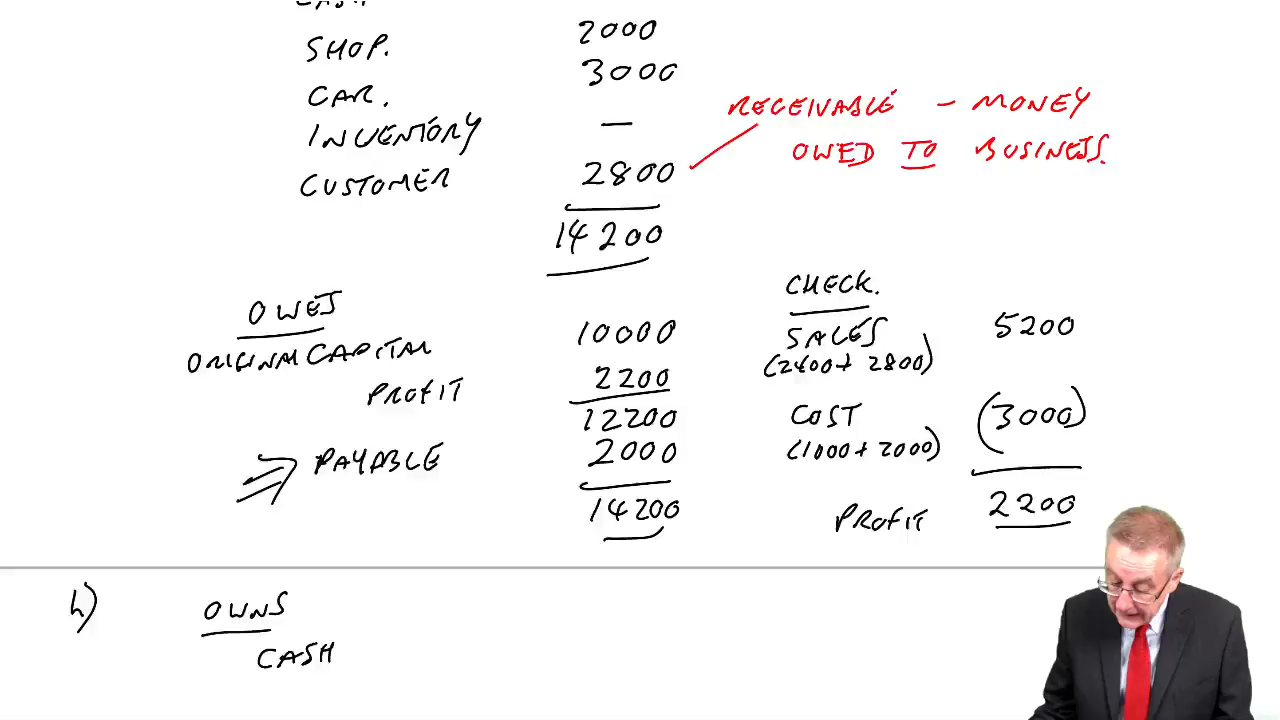 CASH
SHOP. 2000
CAR. 3000
INVENTORY —
CUSTOMER 2800
14200
RECEIVABLE - MONEY
OWED TO BUSINESS.
OWES
ORIGINAL CAPITAL 10000
PROFIT 2200
12200
PAYABLE 2000
14200
CHECK.
SALES 5200
(2400+2800)
COST (3000)
(1000+2000)
PROFIT 2200
h) OWNS
CASH